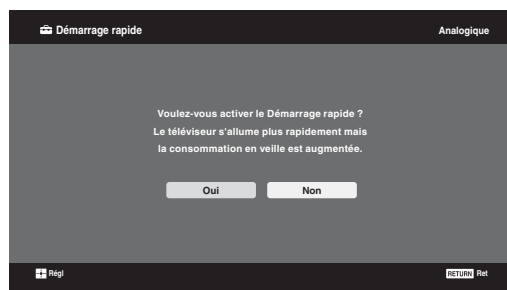 Démarrage rapide
Analogique
Voulez-vous activer le Démarrage rapide ?
Le téléviseur s'allume plus rapidement mais
la consommation en veille est augmentée.
Oui Non
Régl
RETURN Ret